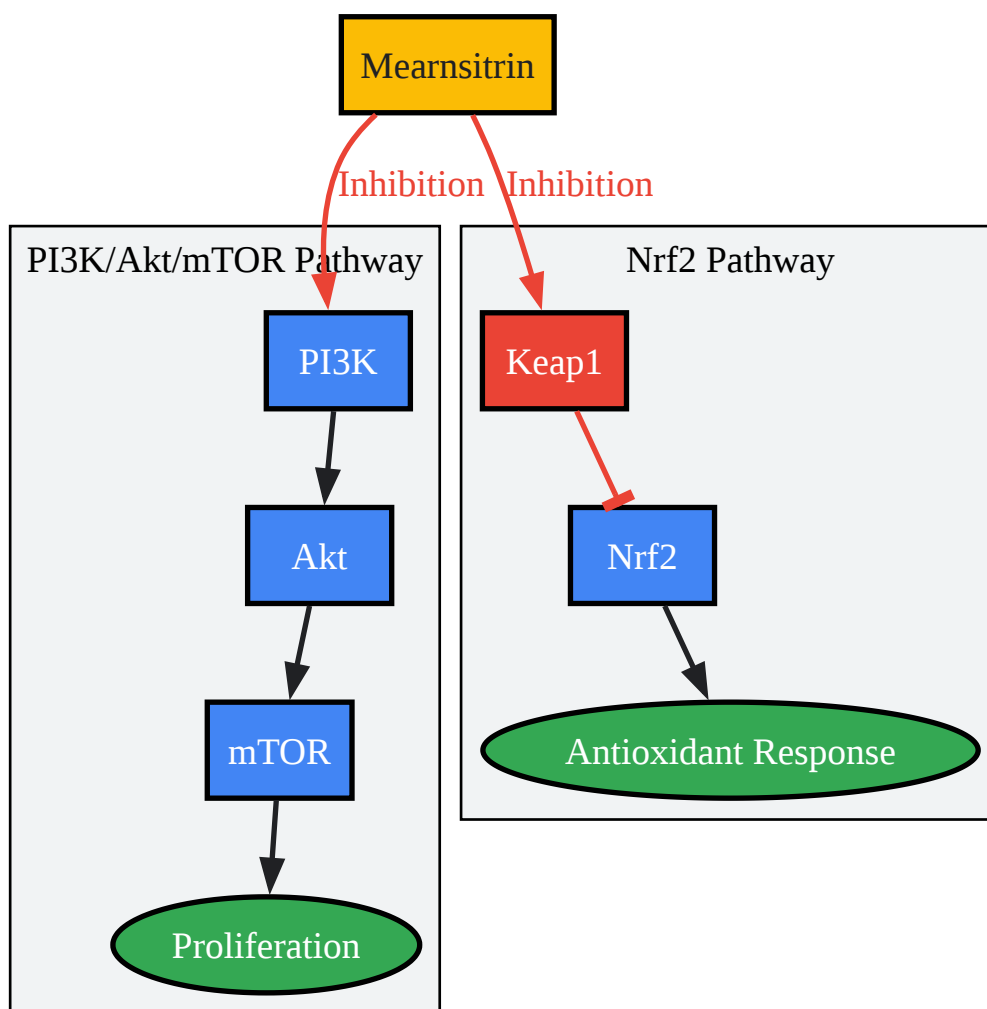 Mearnsitrin
Inhibition
Inhibition
PI3K/Akt/mTOR Pathway
Nrf2 Pathway
PI3K
Keap1
Akt
Nrf2
mTOR
Antioxidant Response
Proliferation